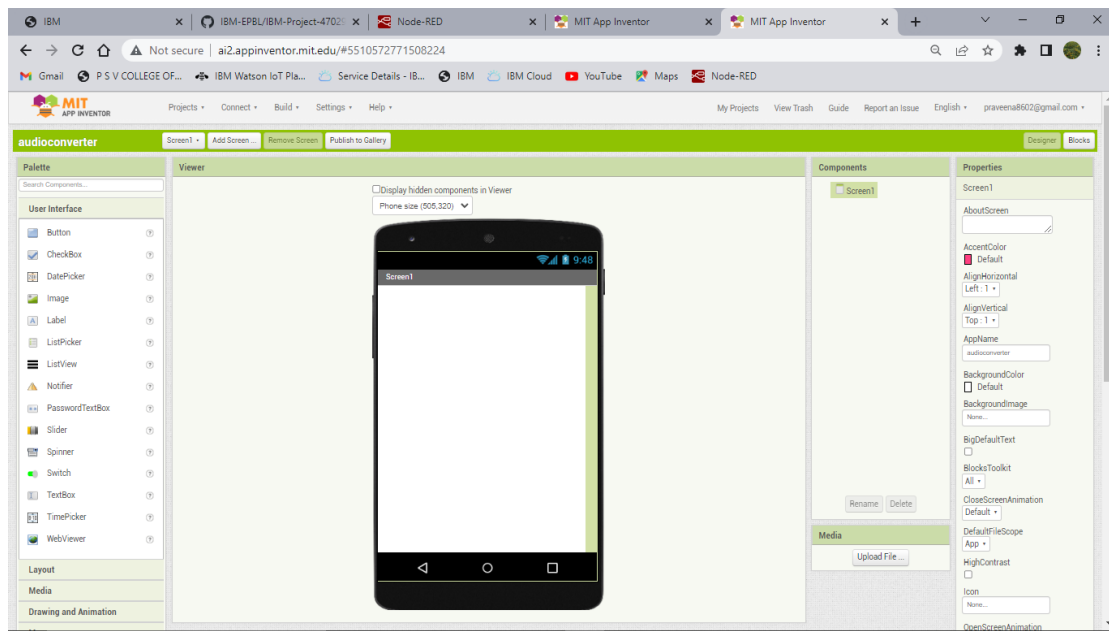 IBM
IBM-EPBL/IBM-Project-47029
Node-RED
MIT App Inventor
MIT App Inventor
Not secure | ai2.appinventor.mit.edu/#5510572771508224
Gmail
P S V COLLEGE OF...
IBM Watson IoT Pla...
Service Details - IB...
IBM
IBM Cloud
YouTube
Maps
Node-RED
MIT
APP INVENTOR
Projects
Connect
Build
Settings
Help
My Projects
View Trash
Guide
Report an Issue
English
praveena8602@gmail.com
audioconverter
Screen1
Add Screen ...
Remove Screen
Publish to Gallery
Designer
Blocks
Palette
Search Components...
User Interface
Button
CheckBox
DatePicker
Image
Label
ListPicker
ListView
Notifier
PasswordTextBox
Slider
Spinner
Switch
TextBox
TimePicker
WebViewer
Layout
Media
Drawing and Animation
Viewer
Display hidden components in Viewer
Phone size (505,320)
9:48
Screen1
Components
Screen1
Rename
Delete
Media
Upload File ...
Properties
Screen1
AboutScreen
AccentColor
Default
AlignHorizontal
Left : 1
AlignVertical
Top : 1
AppName
audioconverter
BackgroundColor
Default
BackgroundImage
None...
BigDefaultText
BlocksToolkit
All
CloseScreenAnimation
Default
DefaultFileScope
App
HighContrast
Icon
None...
OpenScreenAnimation